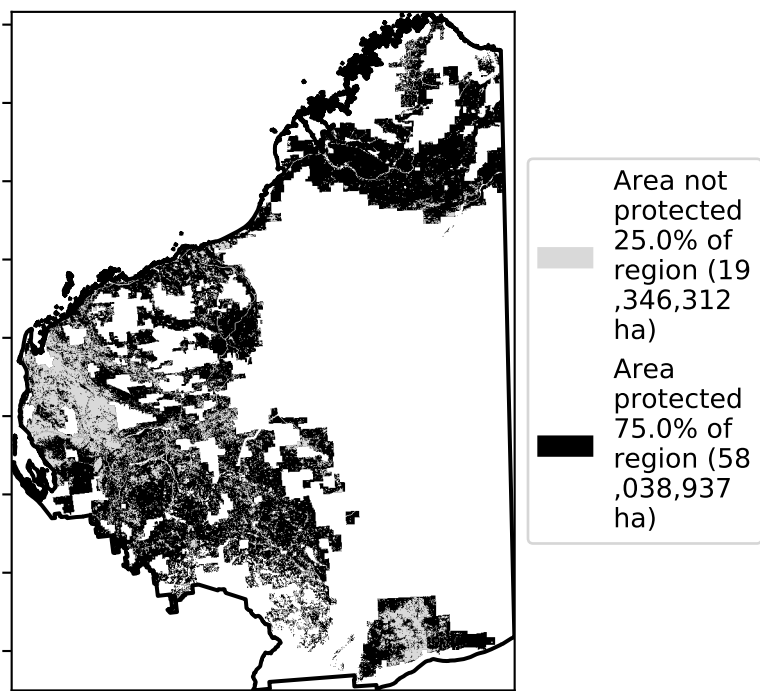 Area not
protected
25.0% of
region (19
,346,312
ha)
Area
protected
75.0% of
region (58
,038,937
ha)